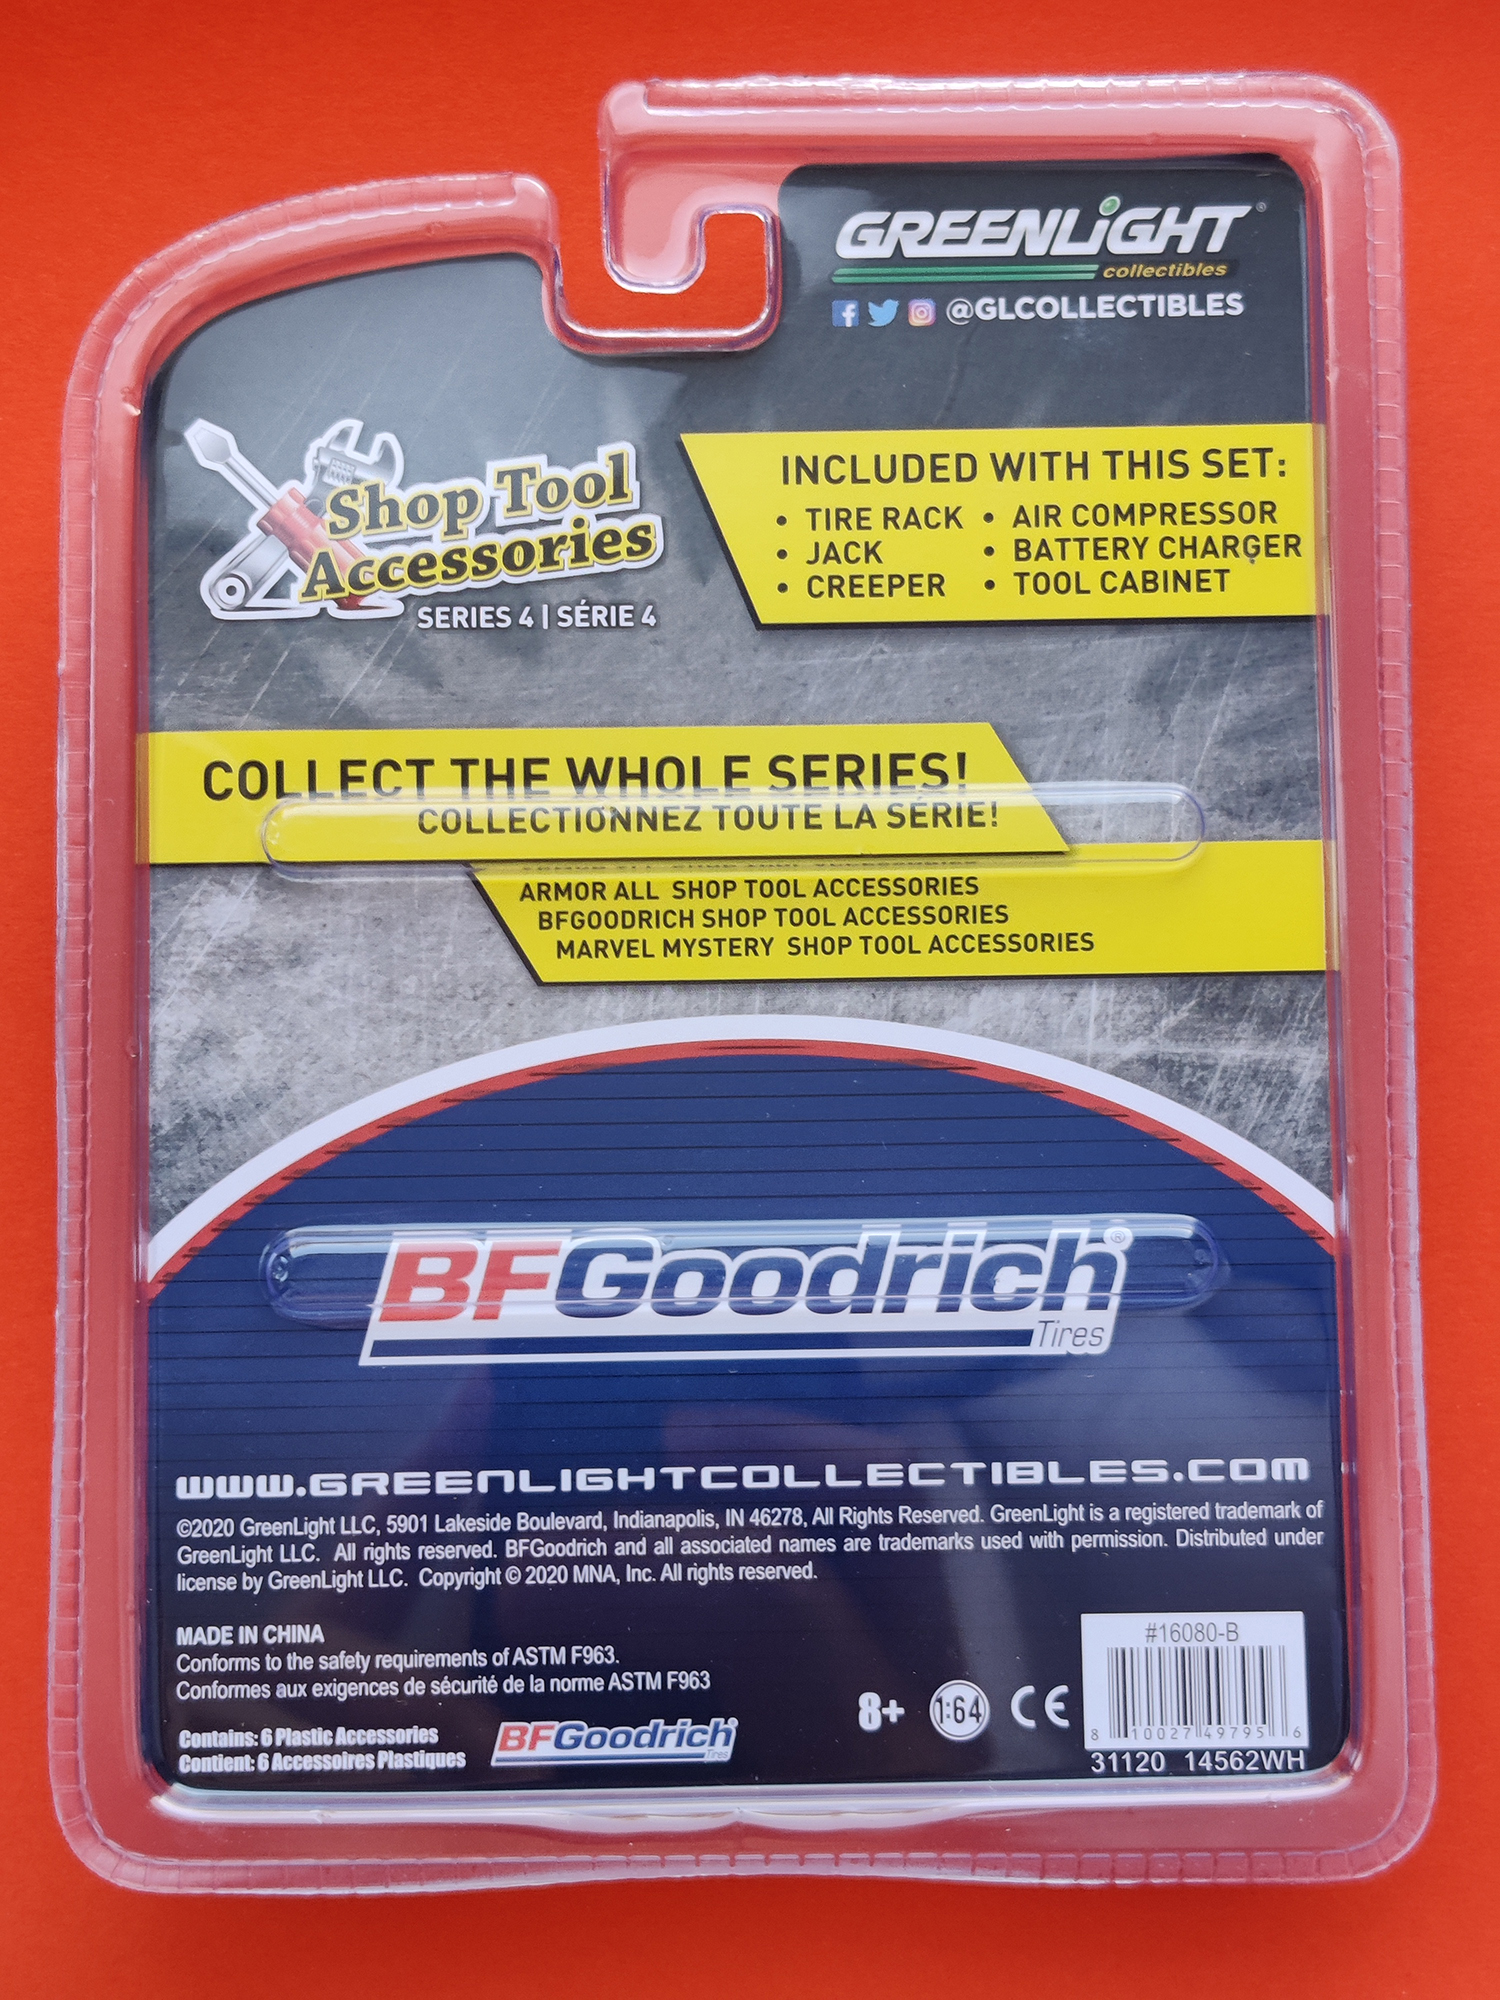 GREENLIGHT®
collectibles
@GLCOLLECTIBLES
Shop Tool
Accessories
SERIES 4 | SÉRIE 4
INCLUDED WITH THIS SET:
• TIRE RACK • AIR COMPRESSOR
• JACK • BATTERY CHARGER
• CREEPER • TOOL CABINET
COLLECT THE WHOLE SERIES!
COLLECTIONNEZ TOUTE LA SÉRIE!
ARMOR ALL SHOP TOOL ACCESSORIES
BFGOODRICH SHOP TOOL ACCESSORIES
MARVEL MYSTERY SHOP TOOL ACCESSORIES
BFGoodrich®
Tires
www.GREENLIGHTCOLLECTIBLES.COM
©2020 GreenLight LLC, 5901 Lakeside Boulevard, Indianapolis, IN 46278, All Rights Reserved. GreenLight is a registered trademark of
GreenLight LLC. All rights reserved. BFGoodrich and all associated names are trademarks used with permission. Distributed under
license by GreenLight LLC. Copyright © 2020 MNA, Inc. All rights reserved.
MADE IN CHINA
Conforms to the safety requirements of ASTM F963.
Conformes aux exigences de sécurité de la norme ASTM F963
Contains: 6 Plastic Accessories
Contient: 6 Accessoires Plastiques
BFGoodrich®
Tires
8+
1:64
CE
#16080-B
8 10027 49795 6
31120 14562WH